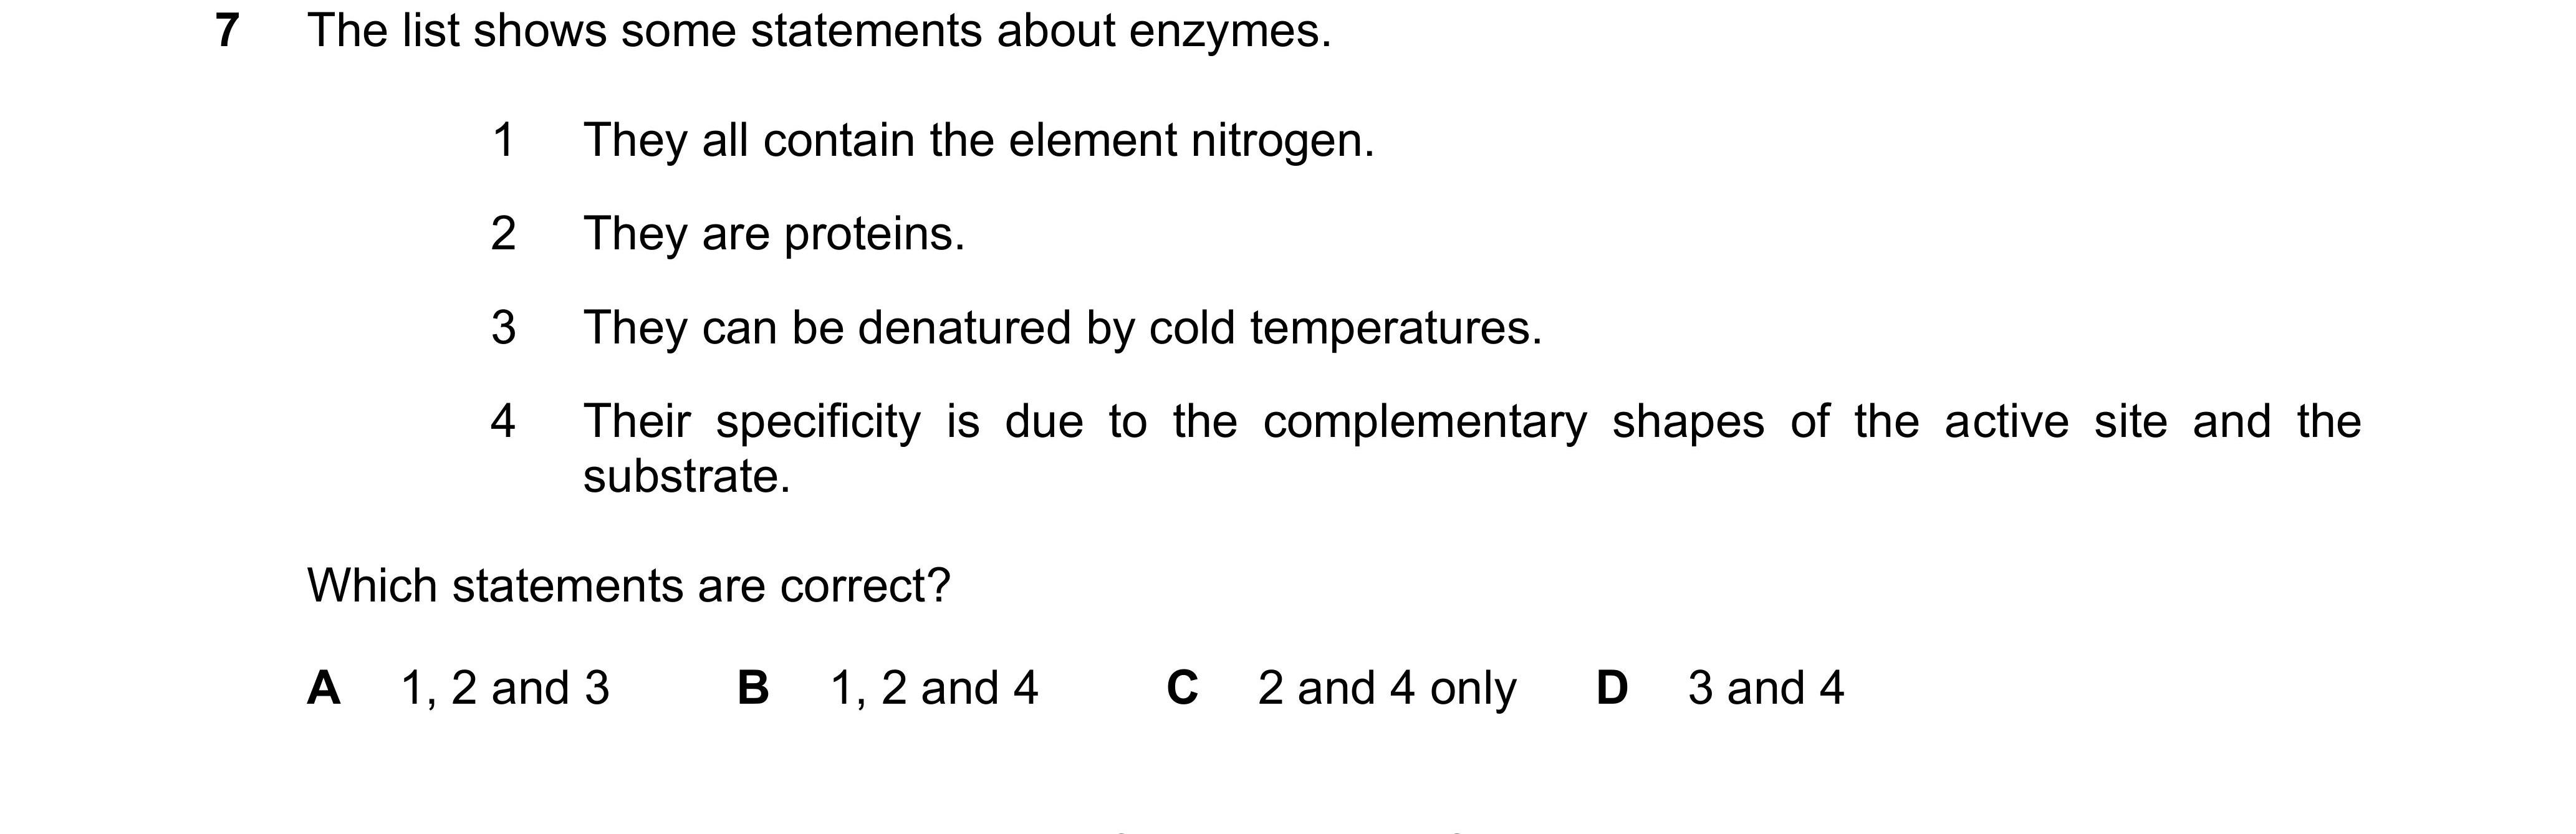 7 The list shows some statements about enzymes.
1 They all contain the element nitrogen.
2 They are proteins.
3 They can be denatured by cold temperatures.
4 Their specificity is due to the complementary shapes of the active site and the
substrate.
Which statements are correct?
A 1, 2 and 3 B 1, 2 and 4 C 2 and 4 only D 3 and 4